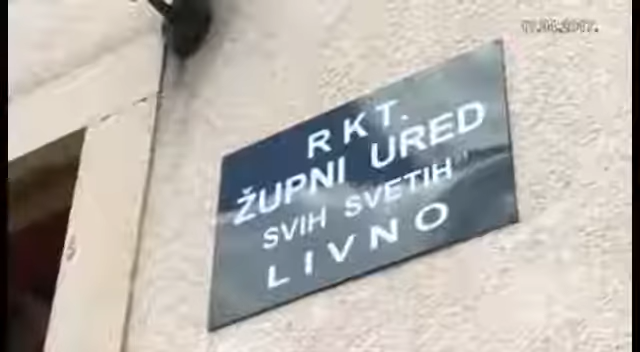 RKT.
ŽUPNI URED
SVIH SVETIH
LIVNO